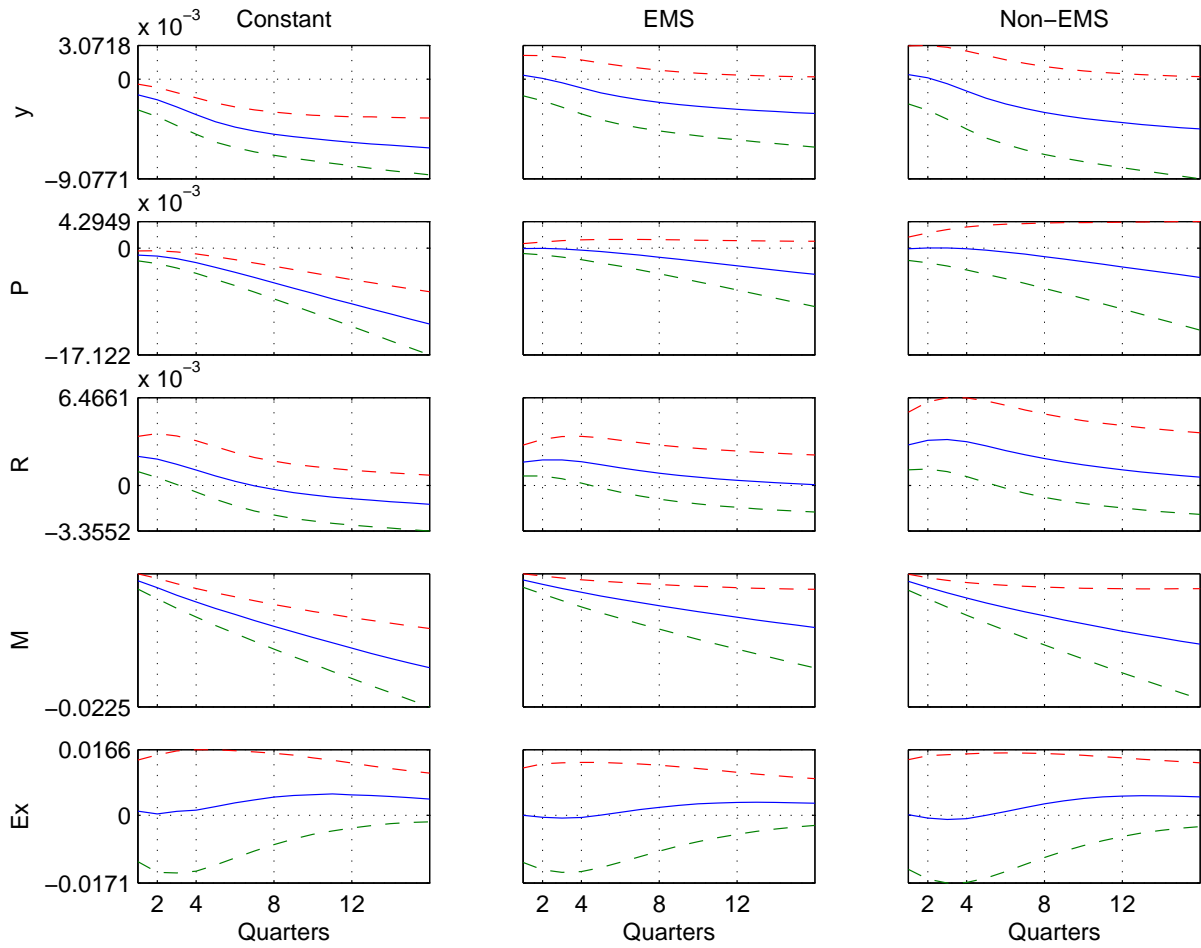 Constant EMS Non−EMS
x 10−3
3.0718
0
−9.0771
y
x 10−3
4.2949
0
−17.122
P
x 10−3
6.4661
0
−3.3552
R
−0.0225
M
0.0166
0
−0.0171
Ex
2 4 8 12 2 4 8 12 2 4 8 12
Quarters Quarters Quarters